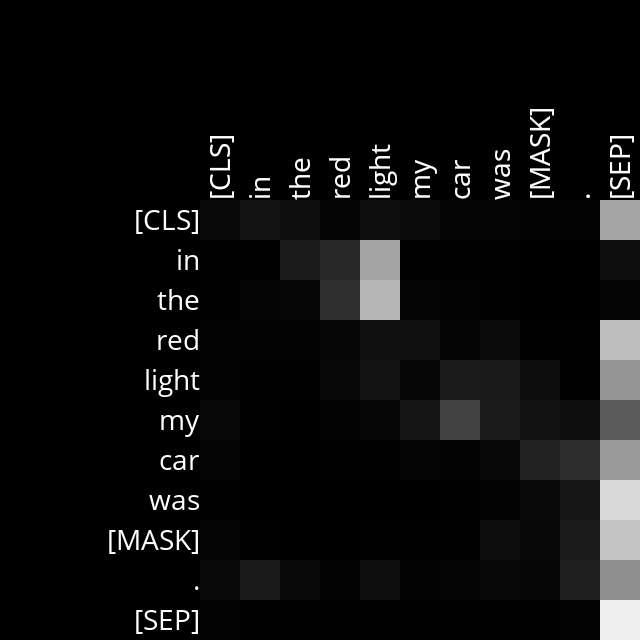 [CLS] in the red light my car was [MASK] . [SEP]
[CLS]
in
the
red
light
my
car
was
[MASK]
.
[SEP]